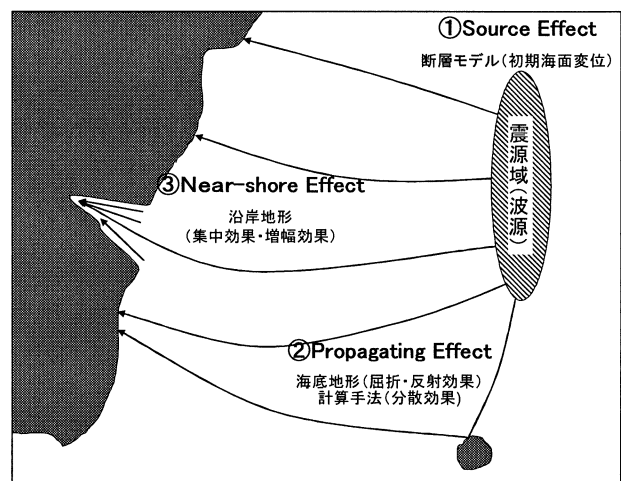 ①Source Effect
断層モデル(初期海面変位)
震源域(波源)
③Near-shore Effect
沿岸地形
(集中効果・増幅効果)
②Propagating Effect
海底地形(屈折・反射効果)
計算手法(分散効果)